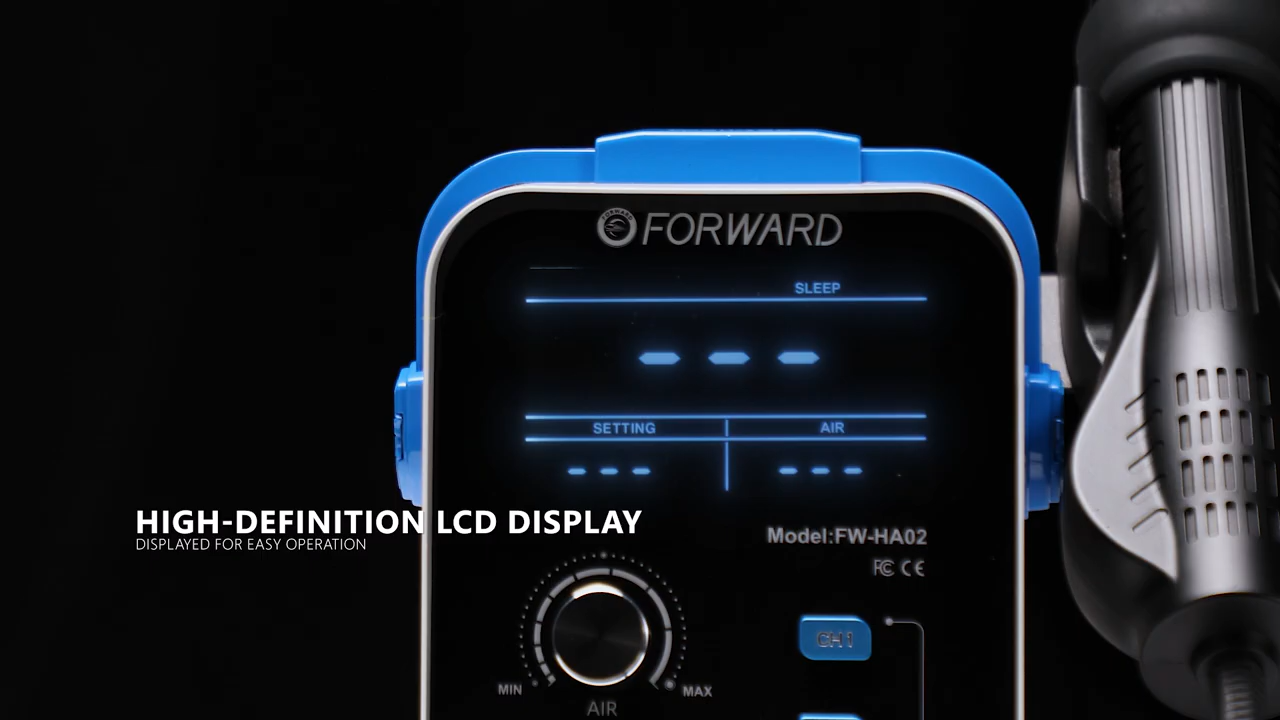 FORWARD
SLEEP
- - -
SETTING AIR
- - - - - -
HIGH-DEFINITION LCD DISPLAY
DISPLAYED FOR EASY OPERATION
Model:FW-HA02
FC CE
CH1
MIN MAX
AIR